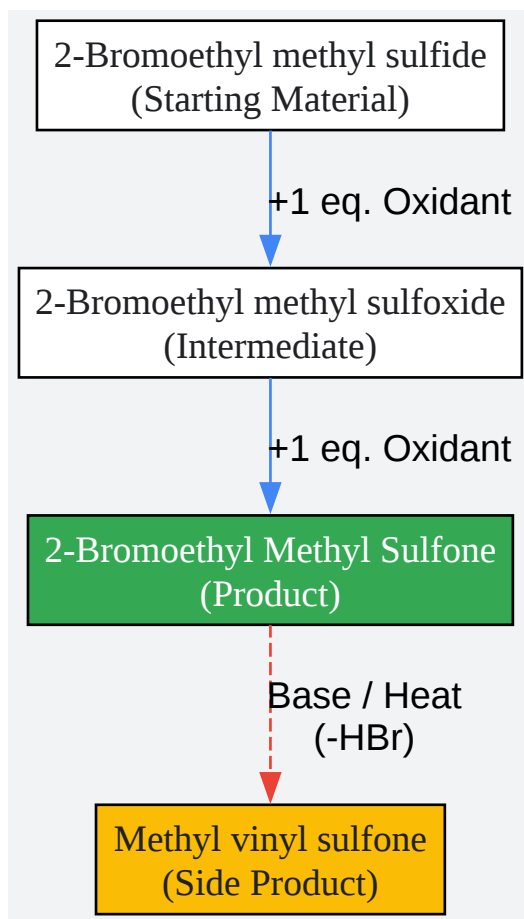 2-Bromoethyl methyl sulfide
(Starting Material)
+1 eq. Oxidant
2-Bromoethyl methyl sulfoxide
(Intermediate)
+1 eq. Oxidant
2-Bromoethyl Methyl Sulfone
(Product)
Base / Heat
(-HBr)
Methyl vinyl sulfone
(Side Product)